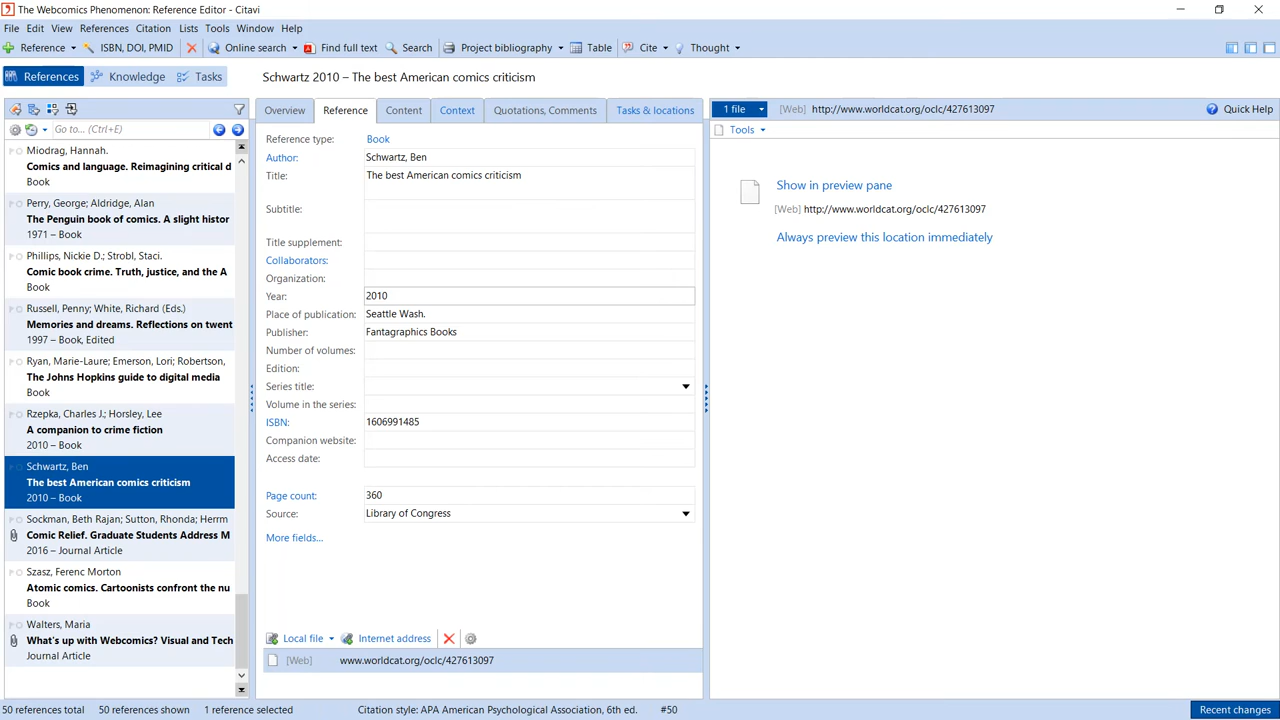 The Webcomics Phenomenon: Reference Editor - Citavi
File Edit View References Citation Lists Tools Window Help
Reference ISBN, DOI, PMID Online search Find full text Search Project bibliography Table Cite Thought
References Knowledge Tasks Schwartz 2010 – The best American comics criticism
Go to... (Ctrl+E)
Miodrag, Hannah.
Comics and language. Reimagining critical d
Book
Perry, George; Aldridge, Alan
The Penguin book of comics. A slight histor
1971 – Book
Phillips, Nickie D.; Strobl, Staci.
Comic book crime. Truth, justice, and the A
Book
Russell, Penny; White, Richard (Eds.)
Memories and dreams. Reflections on twent
1997 – Book, Edited
Ryan, Marie-Laure; Emerson, Lori; Robertson,
The Johns Hopkins guide to digital media
Book
Rzepka, Charles J.; Horsley, Lee
A companion to crime fiction
2010 – Book
Schwartz, Ben
The best American comics criticism
2010 – Book
Sockman, Beth Rajan; Sutton, Rhonda; Herrm
Comic Relief. Graduate Students Address M
2016 – Journal Article
Szasz, Ferenc Morton
Atomic comics. Cartoonists confront the nu
Book
Walters, Maria
What's up with Webcomics? Visual and Tech
Journal Article
Overview Reference Content Context Quotations, Comments Tasks & locations
Reference type: Book
Author: Schwartz, Ben
Title: The best American comics criticism
Subtitle:
Title supplement:
Collaborators:
Organization:
Year: 2010
Place of publication: Seattle Wash.
Publisher: Fantagraphics Books
Number of volumes:
Edition:
Series title:
Volume in the series:
ISBN: 1606991485
Companion website:
Access date:
Page count: 360
Source: Library of Congress
More fields...
Local file Internet address
[Web] www.worldcat.org/oclc/427613097
1 file [Web] http://www.worldcat.org/oclc/427613097 Quick Help
Tools
Show in preview pane
[Web] http://www.worldcat.org/oclc/427613097
Always preview this location immediately
50 references total 50 references shown 1 reference selected Citation style: APA American Psychological Association, 6th ed. #50 Recent changes